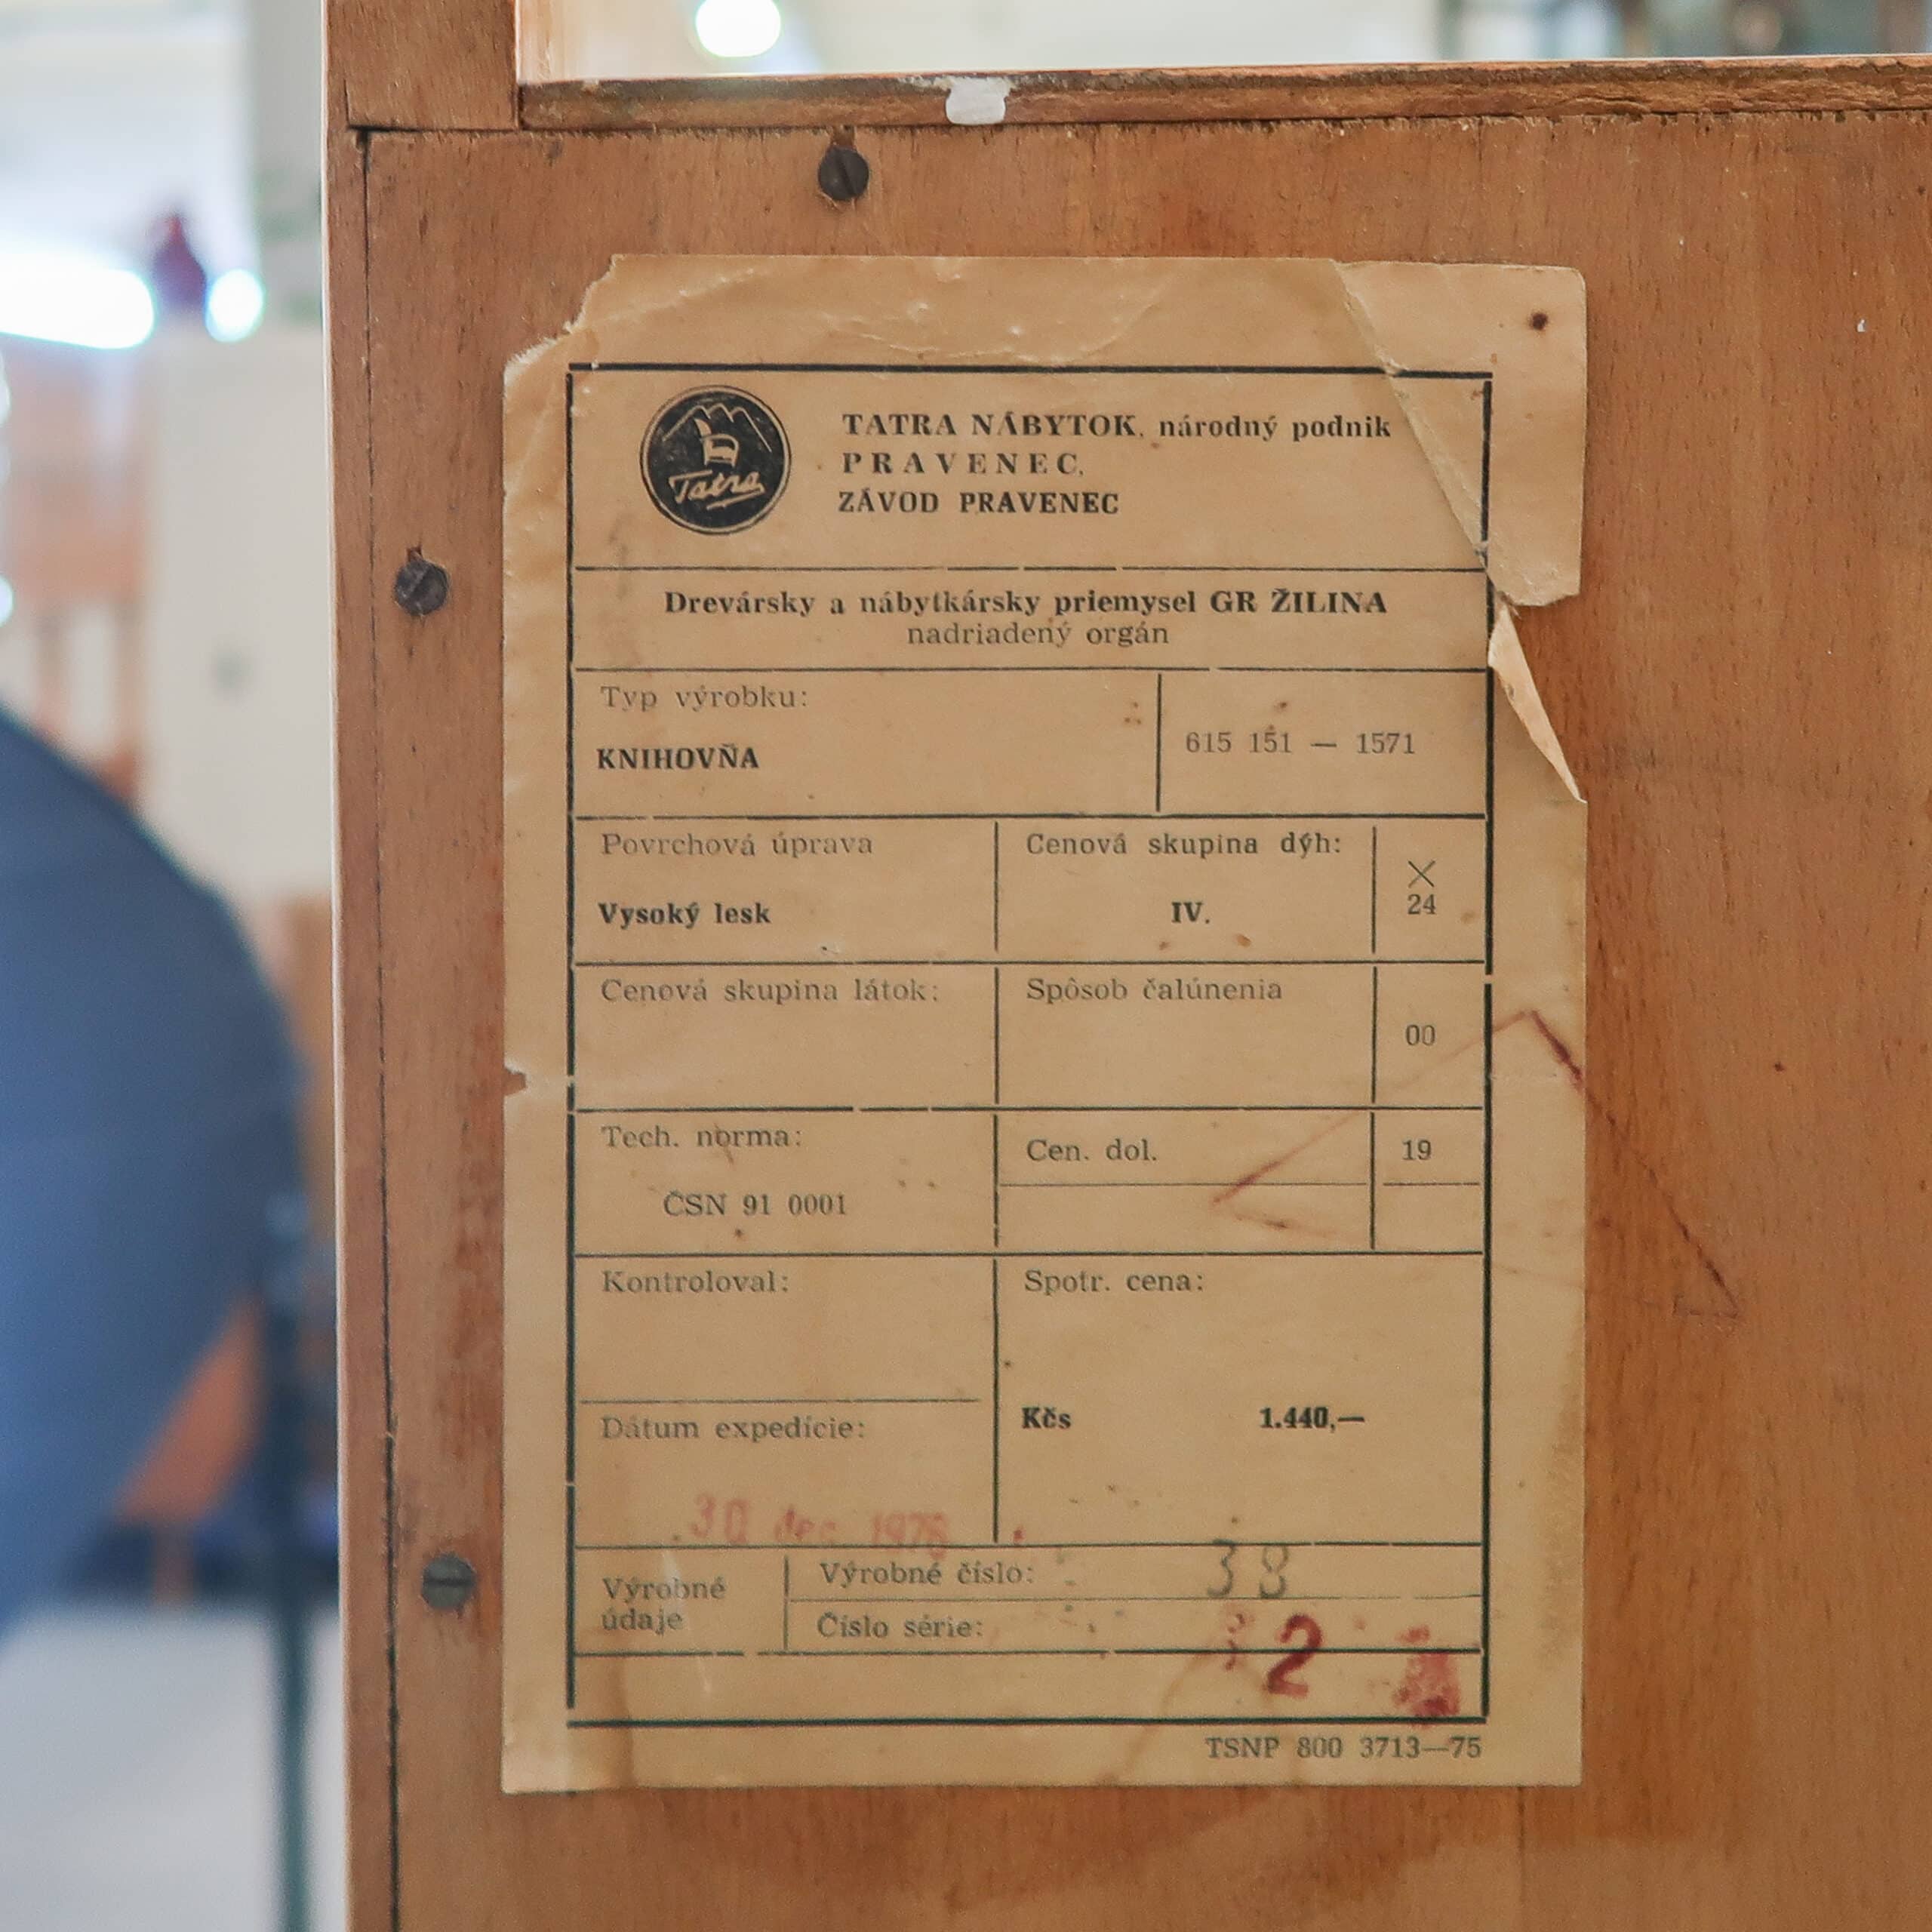 Tatra
TATRA NÁBYTOK, národný podnik
PRAVENEC,
ZÁVOD PRAVENEC
Drevársky a nábytkársky priemysel GR ŽILINA
nadriadený orgán
Typ výrobku:
KNIHOVŇA
615 151 — 1571
Povrchová úprava
Vysoký lesk
Cenová skupina dýh:
IV.
X
24
Cenová skupina látok:
Spôsob čalúnenia
00
Tech. norma:
ČSN 91 0001
Cen. dol.
19
Kontroloval:
Spotr. cena:
Kčs 1.440,—
Dátum expedície:
30 dec 1976
Výrobné
údaje
Výrobné číslo: 38
Číslo série: 2
TSNP 800 3713—75